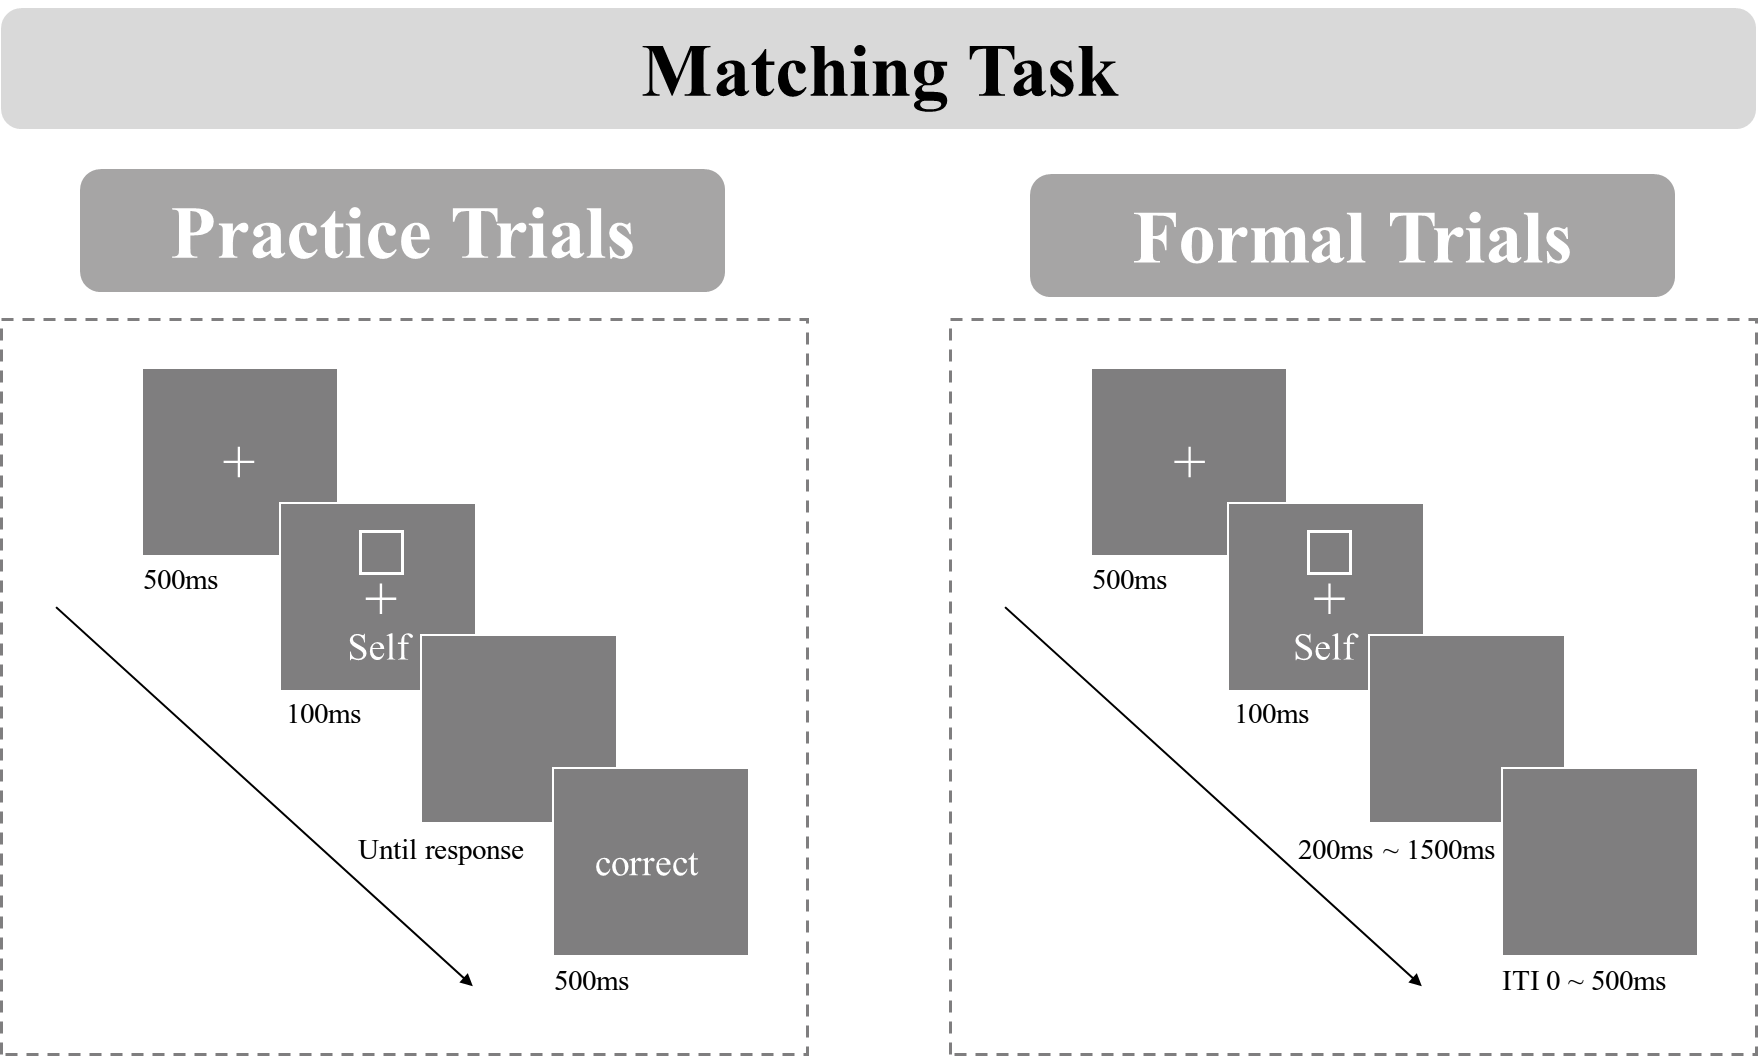 Matching Task
Practice Trials
500ms
Self
100ms
Until response
correct
500ms
Formal Trials
500ms
Self
100ms
200ms ~ 1500ms
ITI 0 ~ 500ms